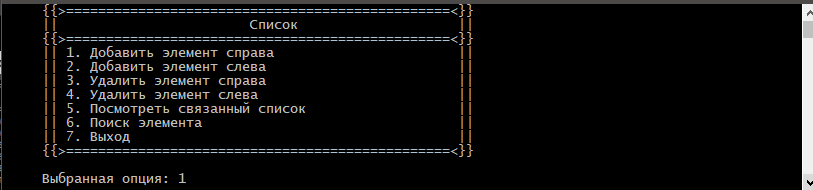 {{>================================================<}}
|| Список ||
{{>================================================<}}
|| 1. Добавить элемент справа ||
|| 2. Добавить элемент слева ||
|| 3. Удалить элемент справа ||
|| 4. Удалить элемент слева ||
|| 5. Посмотреть связанный список ||
|| 6. Поиск элемента ||
|| 7. Выход ||
{{>================================================<}}
Выбранная опция: 1